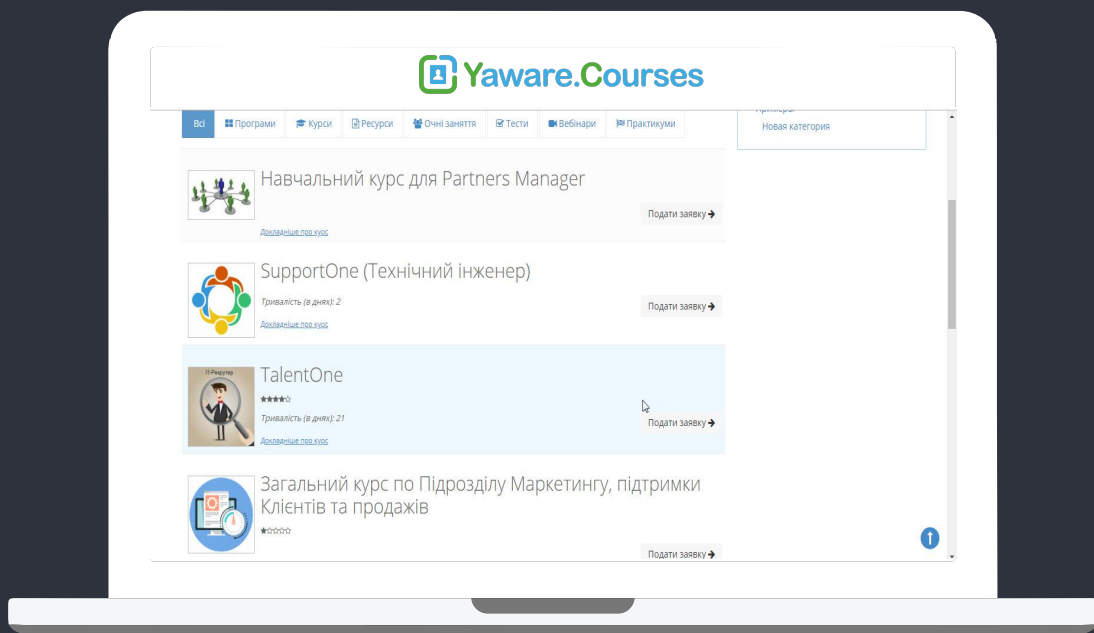 Yaware.Courses
Всі Програми Курси Ресурси Очні заняття Тести Вебінари Практикуми
Новая категория
Навчальний курс для Partners Manager
Подати заявку
Докладніше про курс
SupportOne (Технічний інженер)
Тривалість (в днях): 2
Подати заявку
Докладніше про курс
IT-Рекрутер
TalentOne
Тривалість (в днях): 21
Подати заявку
Докладніше про курс
Загальний курс по Підрозділу Маркетингу, підтримки
Клієнтів та продажів
Подати заявку